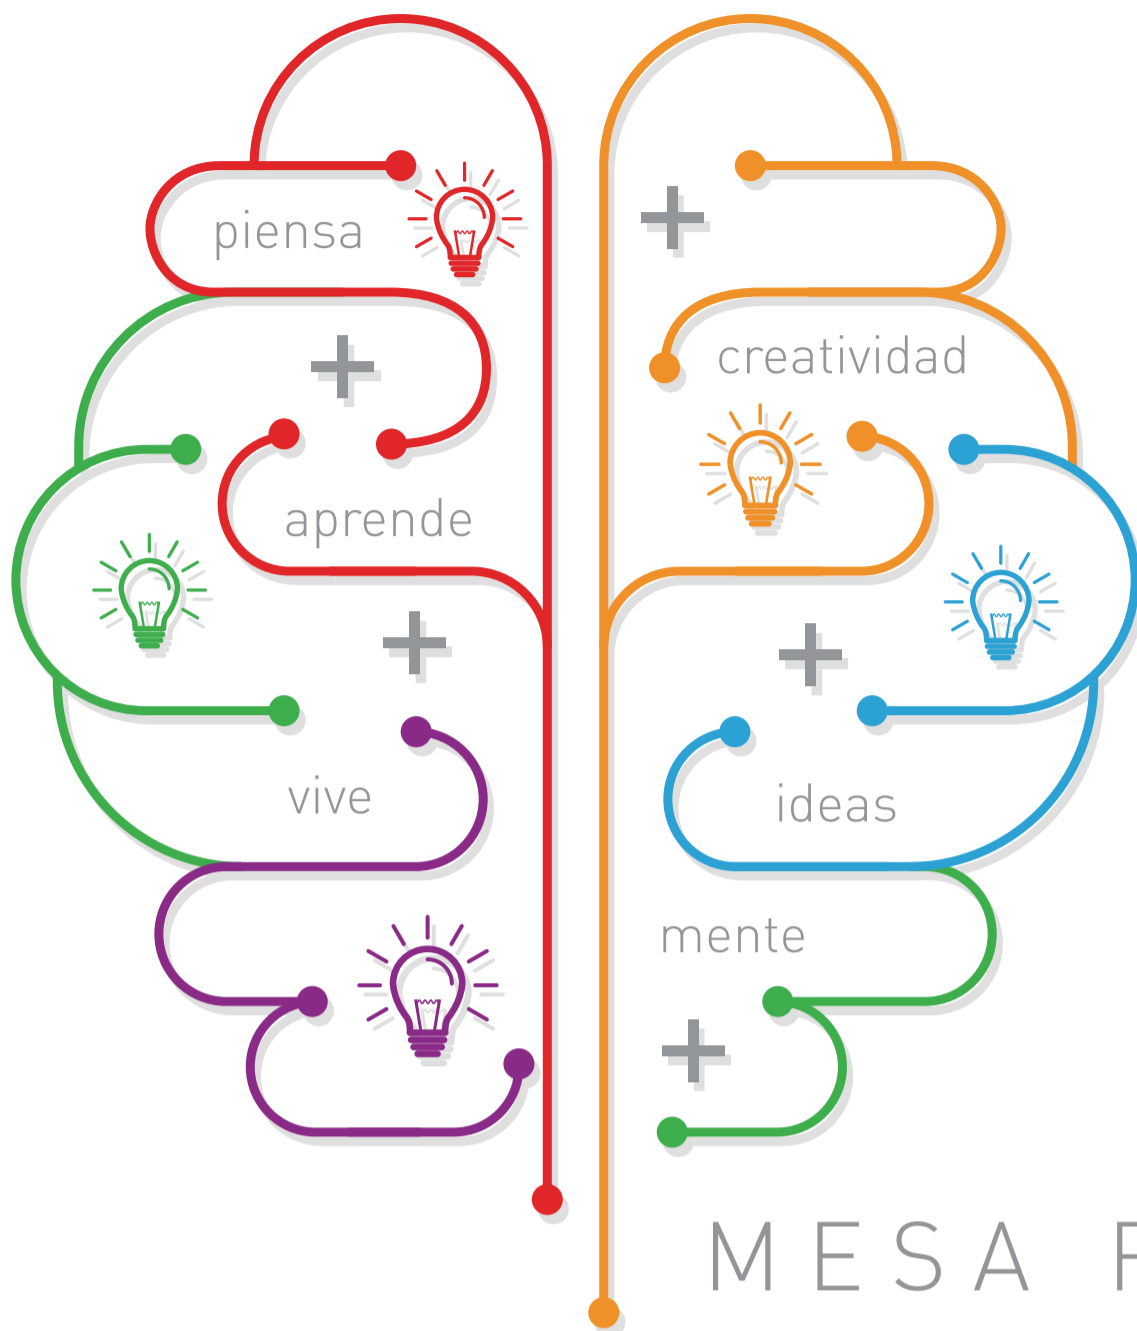 piensa
+
creatividad
+
aprende
+
+
vive
ideas
mente
+
MESA